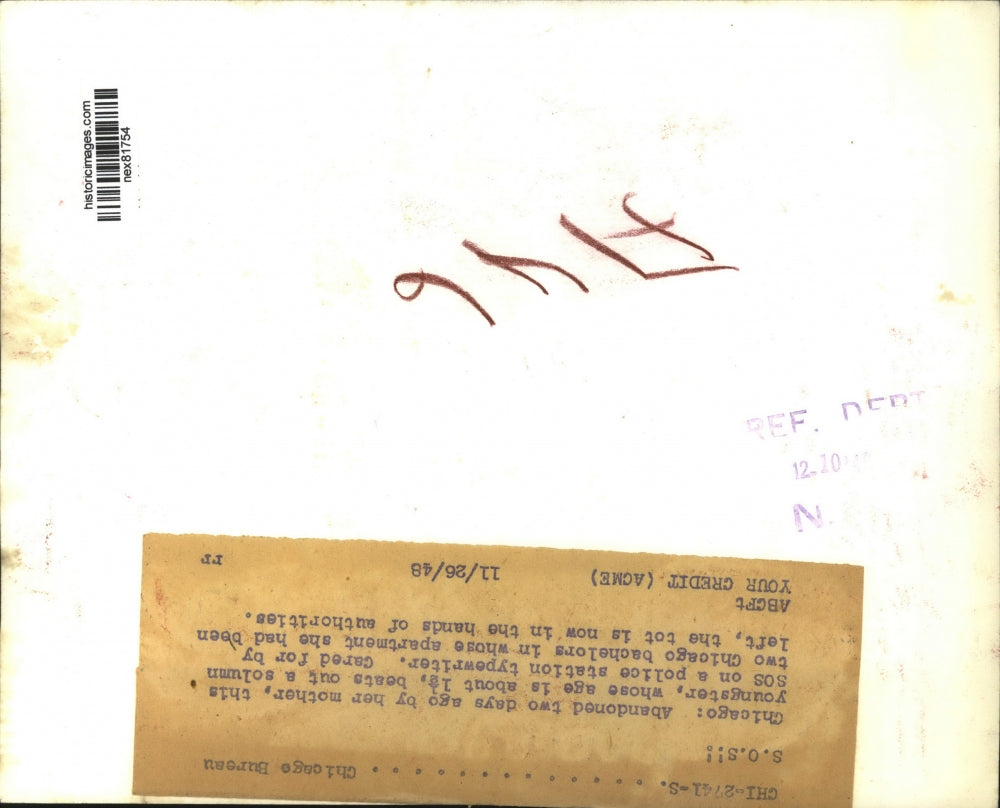 historicimages.com
nex81754
REF. DEPT
12-10
N.
CHI-2741-S. . . . . . . . . . . . . . Chicago Bureau
S.O.S!!
Chicago: Abandoned two days ago by her mother, this
youngster, whose age is about 1½, beats out a solumn
SOS on a police station typewriter. Cared for by
two Chicago bachelors in whose apartment she had been
left, the tot is now in the hands of authorities.
ABCPt
YOUR CREDIT (ACME) 11/26/48 rr